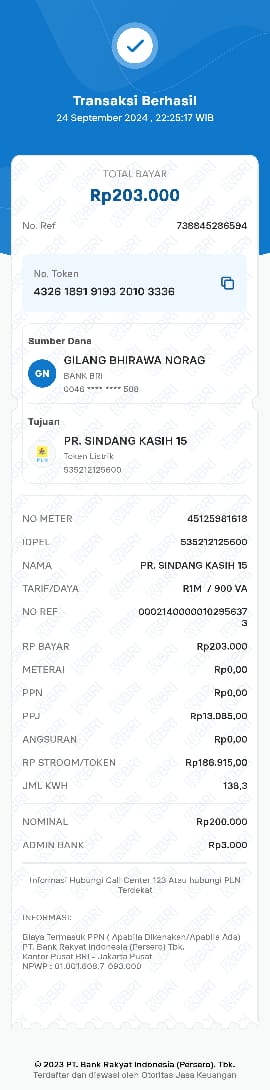 Transaksi Berhasil
24 September 2024 , 22:25:17 WIB
TOTAL BAYAR
Rp203.000
No. Ref 738845286594
No. Token
4326 1891 9193 2010 3336
Sumber Dana
GN GILANG BHIRAWA NORAG
BANK BRI
0046 **** **** 508
Tujuan
PR. SINDANG KASIH 15
PLN Token Listrik
535212125600
NO METER 45125981618
IDPEL 535212125600
NAMA PR. SINDANG KASIH 15
TARIF/DAYA R1M / 900 VA
NO REF 0002140000010295637
3
RP BAYAR Rp203.000
METERAI Rp0,00
PPN Rp0,00
PPJ Rp13.085,00
ANGSURAN Rp0,00
RP STROOM/TOKEN Rp186.915,00
JML KWH 138,3
NOMINAL Rp200.000
ADMIN BANK Rp3.000
Informasi Hubungi Call Center 123 Atau hubungi PLN
Terdekat
INFORMASI:
Biaya Termasuk PPN ( Apabila Dikenakan/Apabila Ada)
PT. Bank Rakyat Indonesia (Persero) Tbk.
Kantor Pusat BRI - Jakarta Pusat
NPWP : 01.001.608.7-093.000
© 2023 PT. Bank Rakyat Indonesia (Persero), Tbk.
Terdaftar dan diawasi oleh Otoritas Jasa Keuangan